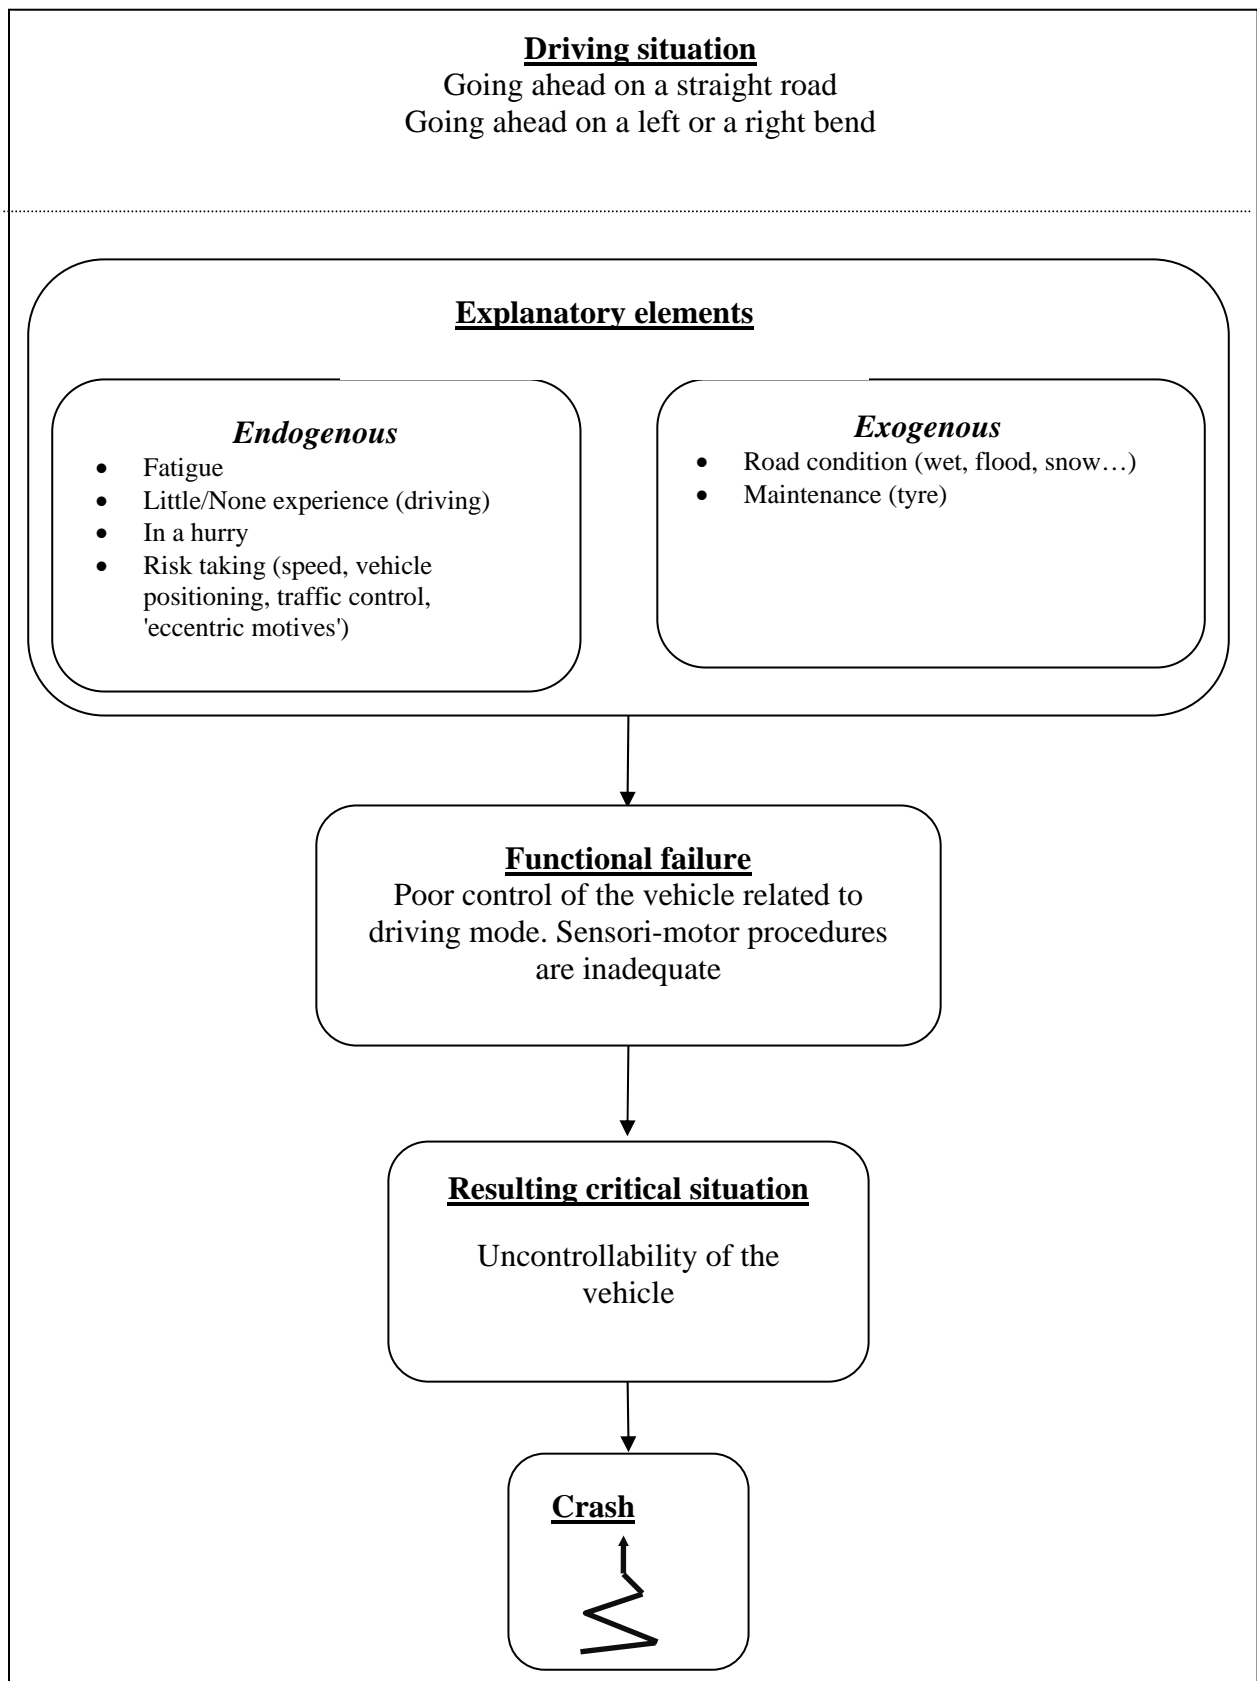 Driving situation
Going ahead on a straight road
Going ahead on a left or a right bend
Explanatory elements
Endogenous
• Fatigue
• Little/None experience (driving)
• In a hurry
• Risk taking (speed, vehicle
positioning, traffic control,
'eccentric motives')
Exogenous
• Road condition (wet, flood, snow…)
• Maintenance (tyre)
Functional failure
Poor control of the vehicle related to
driving mode. Sensori-motor procedures
are inadequate
Resulting critical situation
Uncontrollability of the
vehicle
Crash